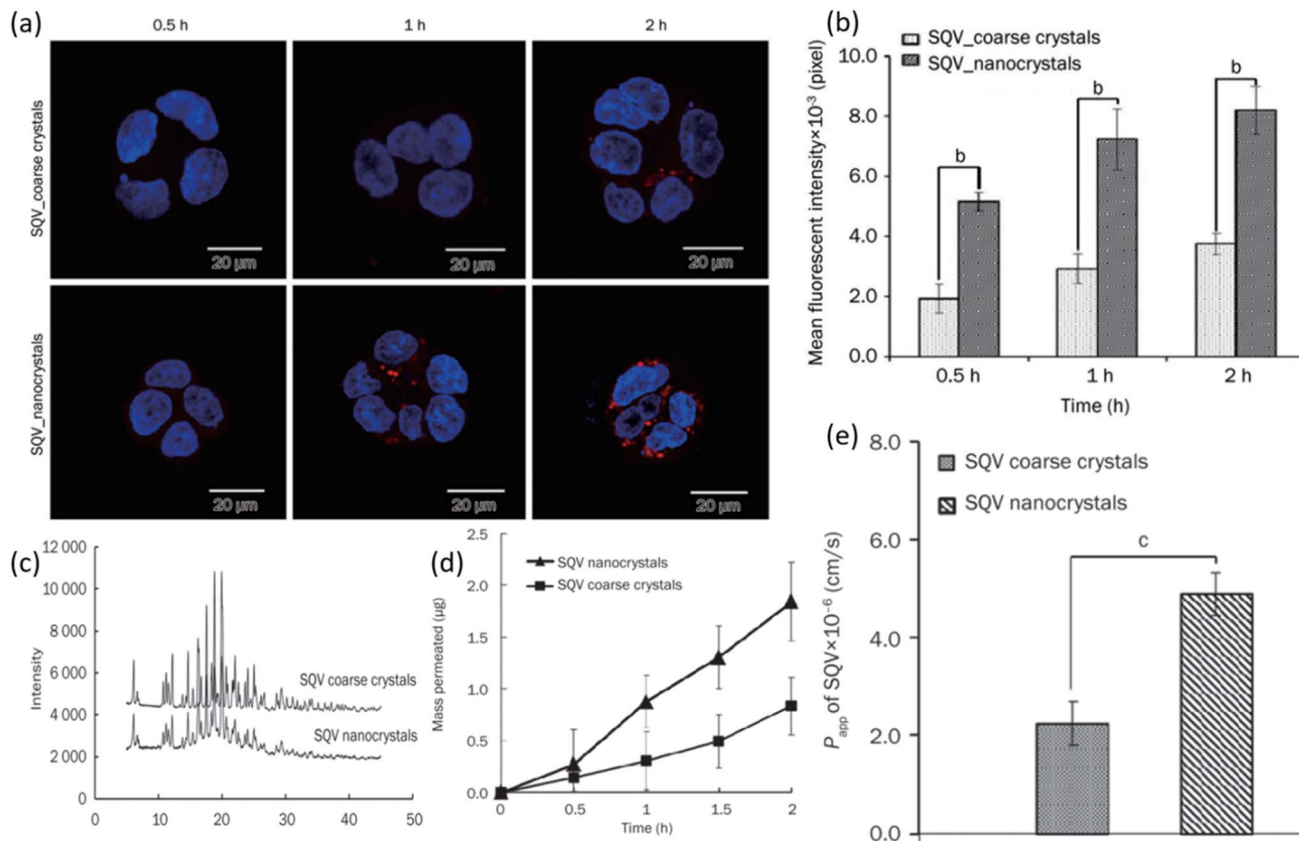 (a)
0.5 h
1 h
2 h
SQV_coarse crystals
20 µm
20 µm
20 µm
SQV_nanocrystals
20 µm
20 µm
20 µm
(b)
SQV_coarse crystals
SQV_nanocrystals
Mean fluorescent intensity×10⁻³ (pixel)
10.0
8.0
6.0
4.0
2.0
0.0
b
b
b
0.5 h
1 h
2 h
Time (h)
(c)
Intensity
12 000
10 000
8 000
6 000
4 000
2 000
0
SQV coarse crystals
SQV nanocrystals
0
10
20
30
40
50
(d)
Mass permeated (µg)
2.5
2.0
1.5
1.0
0.5
0.0
SQV nanocrystals
SQV coarse crystals
0
0.5
1
1.5
2
Time (h)
(e)
Papp of SQV×10⁻⁶ (cm/s)
8.0
6.0
4.0
2.0
0.0
SQV coarse crystals
SQV nanocrystals
c